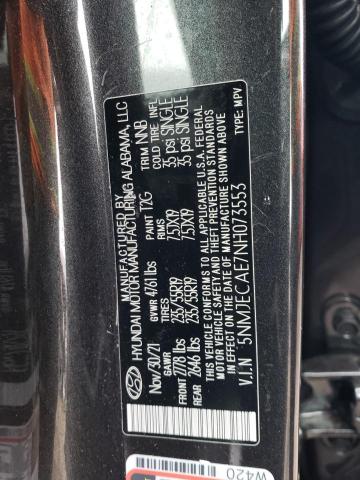 MANUFACTURED BY
HYUNDAI
HYUNDAI MOTOR MANUFACTURING ALABAMA, LLC
Nov/30/21 GVWR 4761 lbs PAINT T2G TRIM NNB
GAWR TIRES RIMS COLD TIRE INFL
FRONT 2778 lbs 235/55R19 7.5JX19 35 psi SINGLE
REAR 2646 lbs 235/55R19 7.5JX19 35 psi SINGLE
THIS VEHICLE CONFORMS TO ALL APPLICABLE U.S.A. FEDERAL
MOTOR VEHICLE SAFETY AND THEFT PREVENTION STANDARDS
IN EFFECT ON THE DATE OF MANUFACTURE SHOWN ABOVE
V.I.N 5NMJECAE7NH073553 TYPE: MPV
W420